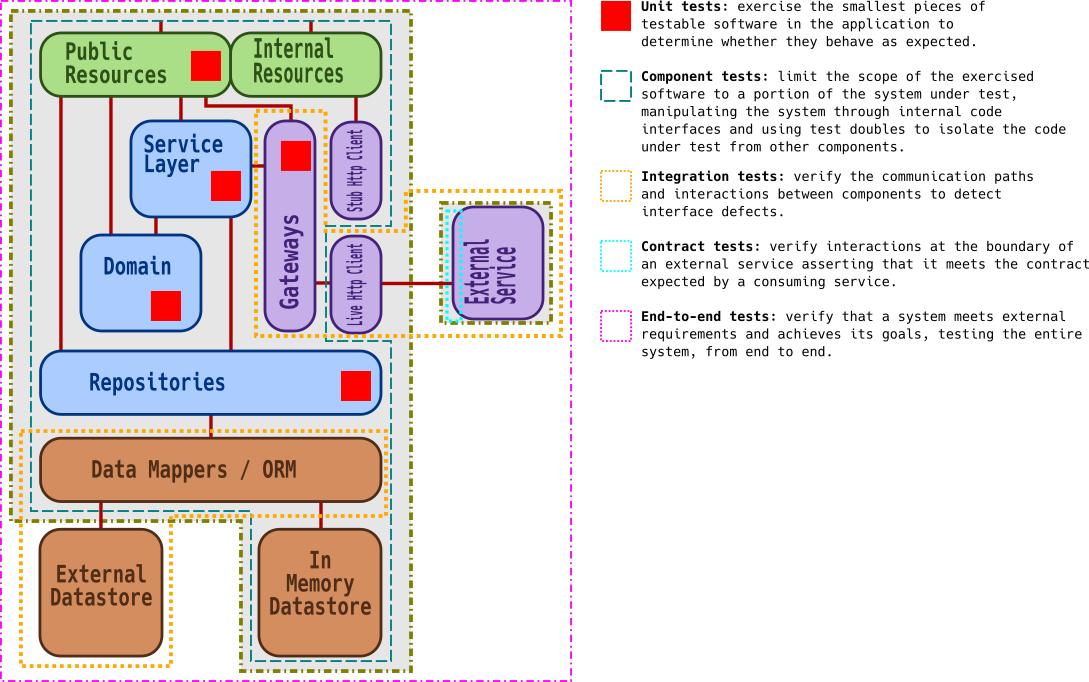 Public
Resources
Internal
Resources
Service
Layer
Gateways
Stub Http Client
Domain
Live Http Client
External
Service
Repositories
Data Mappers / ORM
External
Datastore
In
Memory
Datastore
Unit tests: exercise the smallest pieces of
testable software in the application to
determine whether they behave as expected.
Component tests: limit the scope of the exercised
software to a portion of the system under test,
manipulating the system through internal code
interfaces and using test doubles to isolate the code
under test from other components.
Integration tests: verify the communication paths
and interactions between components to detect
interface defects.
Contract tests: verify interactions at the boundary of
an external service asserting that it meets the contract
expected by a consuming service.
End-to-end tests: verify that a system meets external
requirements and achieves its goals, testing the entire
system, from end to end.